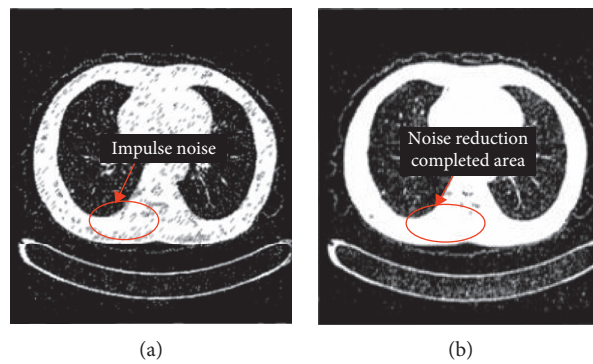 Impulse noise
Noise reduction
completed area
(a)
(b)